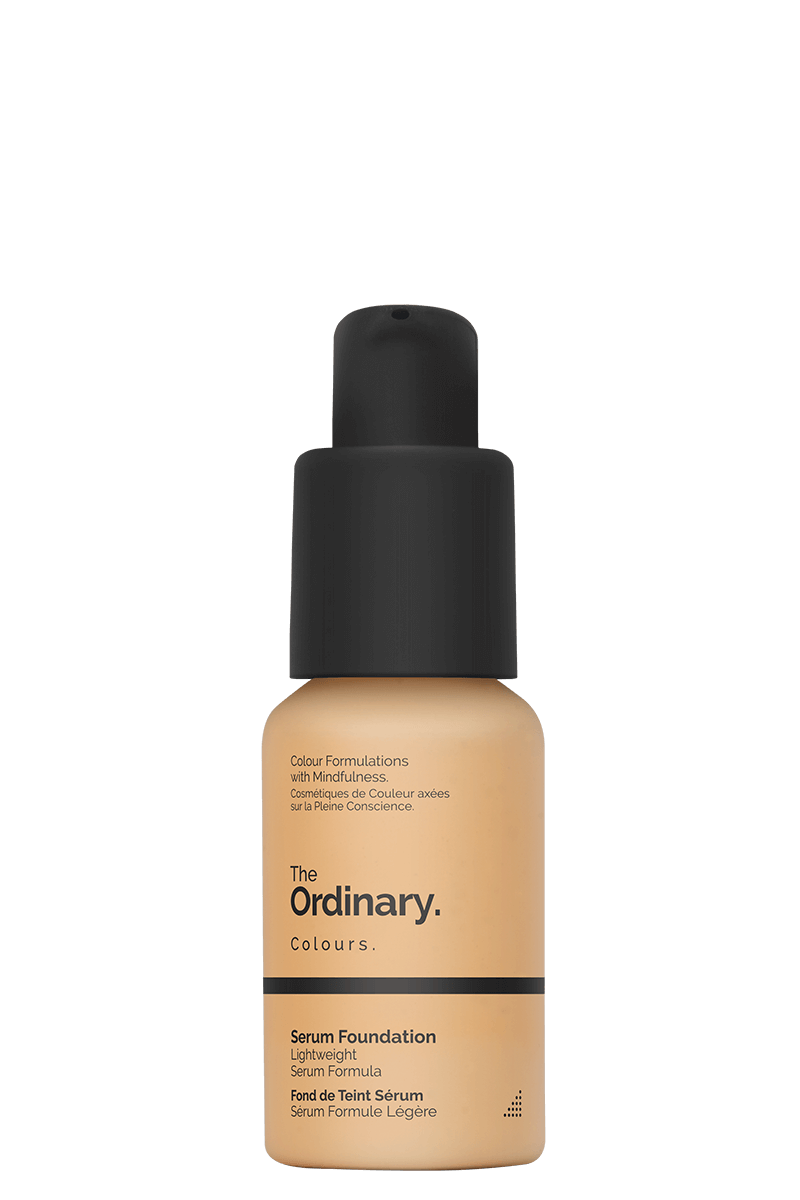 Colour Formulations
with Mindfulness.
Cosmétiques de Couleur axées
sur la Pleine Conscience.
The
Ordinary.
Colours.
Serum Foundation
Lightweight
Serum Formula
Fond de Teint Sérum
Sérum Formule Légère